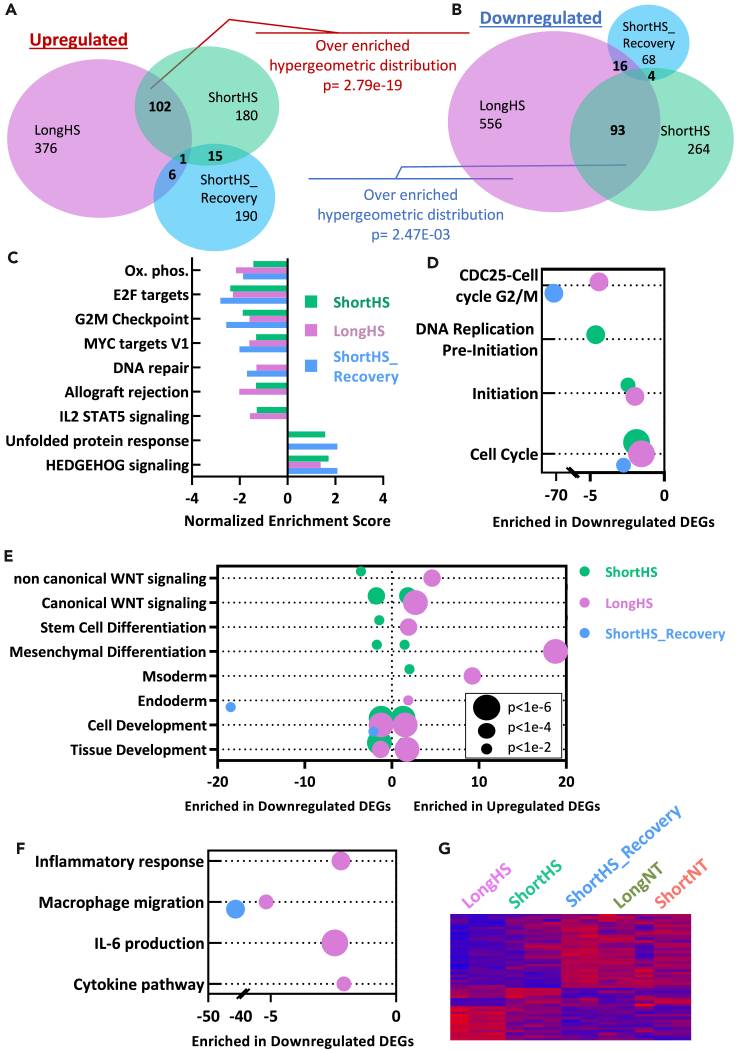 A
Upregulated
LongHS
376
102
ShortHS
180
1
15
6
ShortHS_
Recovery
190
Over enriched
hypergeometric distribution
p= 2.79e-19
B
Downregulated
ShortHS_
Recovery
68
16
4
LongHS
556
93
ShortHS
264
Over enriched
hypergeometric distribution
p= 2.47E-03
C
Ox. phos.
E2F targets
G2M Checkpoint
MYC targets V1
DNA repair
Allograft rejection
IL2 STAT5 signaling
Unfolded protein response
HEDGEHOG signaling
-4 -2 0 2 4
Normalized Enrichment Score
ShortHS
LongHS
ShortHS_
Recovery
D
CDC25-Cell
cycle G2/M
DNA Replication
Pre-Initiation
Initiation
Cell Cycle
-70 -5 0
Enriched in Downregulated DEGs
E
non canonical WNT signaling
Canonical WNT signaling
Stem Cell Differentiation
Mesenchymal Differentiation
Msoderm
Endoderm
Cell Development
Tissue Development
p<1e-6
p<1e-4
p<1e-2
-20 -10 0 10 20
Enriched in Downregulated DEGs Enriched in Upregulated DEGs
ShortHS
LongHS
ShortHS_Recovery
F
Inflammatory response
Macrophage migration
IL-6 production
Cytokine pathway
-50 -40 -5 0
Enriched in Downregulated DEGs
G
LongHS
ShortHS
ShortHS_Recovery
LongNT
ShortNT